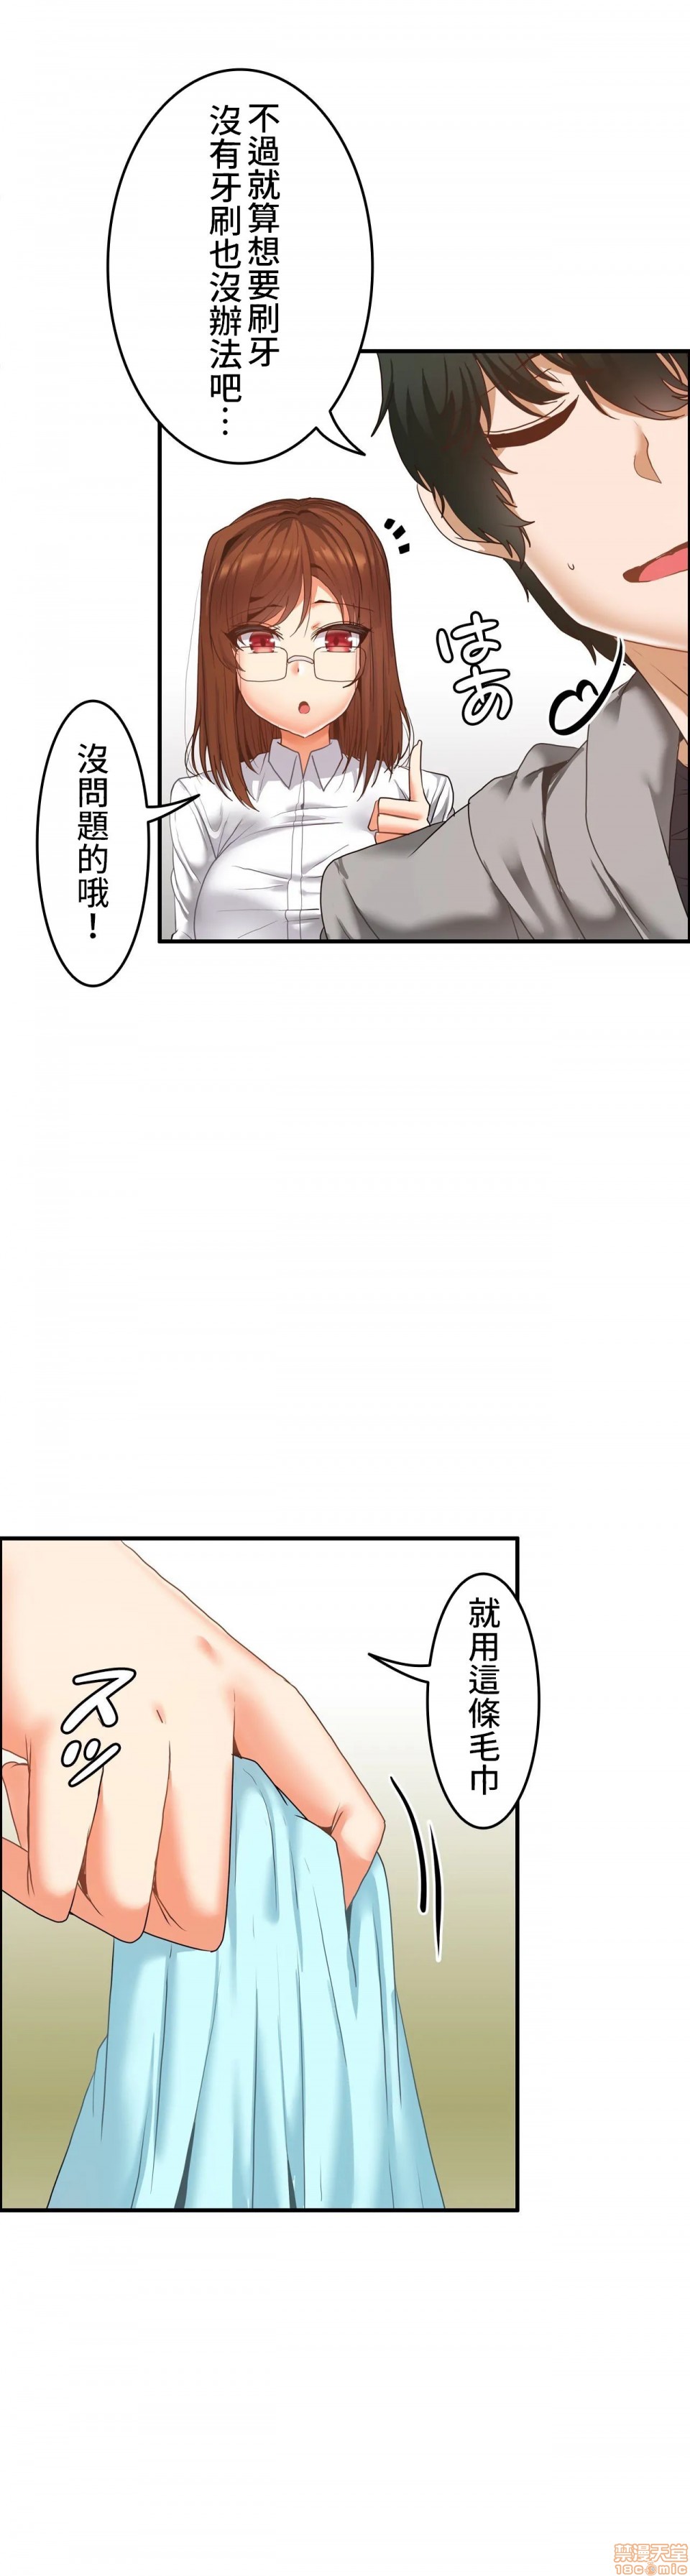 不過就算想要刷牙
沒有牙刷也沒辦法吧…
はあ
沒問題的哦！
就用這條毛巾
スッ
禁漫天堂
18comic